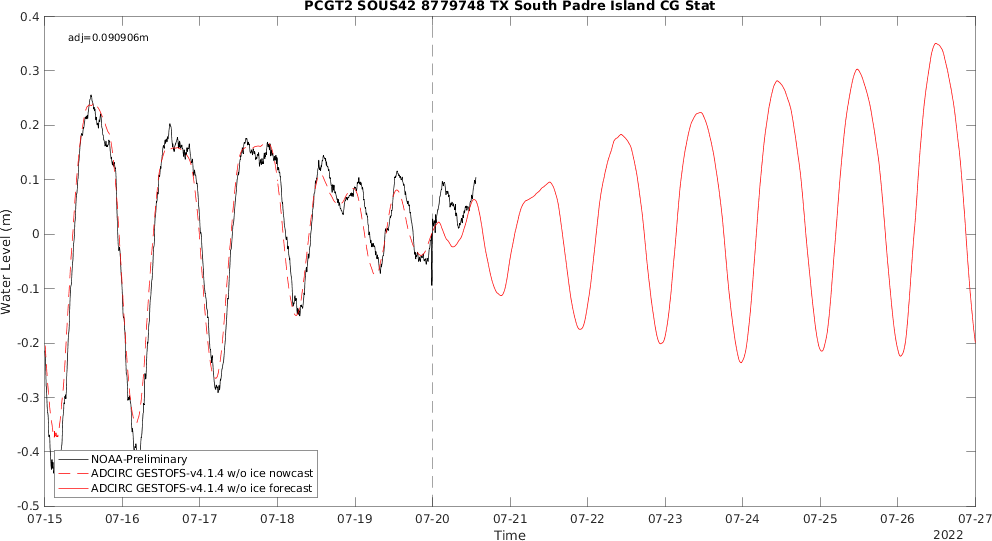 PCGT2 SOUS42 8779748 TX South Padre Island CG Stat
adj=0.090906m
0.4
0.3
0.2
0.1
0
-0.1
-0.2
-0.3
-0.4
-0.5
Water Level (m)
NOAA-Preliminary
ADCIRC GESTOFS-v4.1.4 w/o ice nowcast
ADCIRC GESTOFS-v4.1.4 w/o ice forecast
07-15 07-16 07-17 07-18 07-19 07-20 07-21 07-22 07-23 07-24 07-25 07-26 07-27
Time
2022